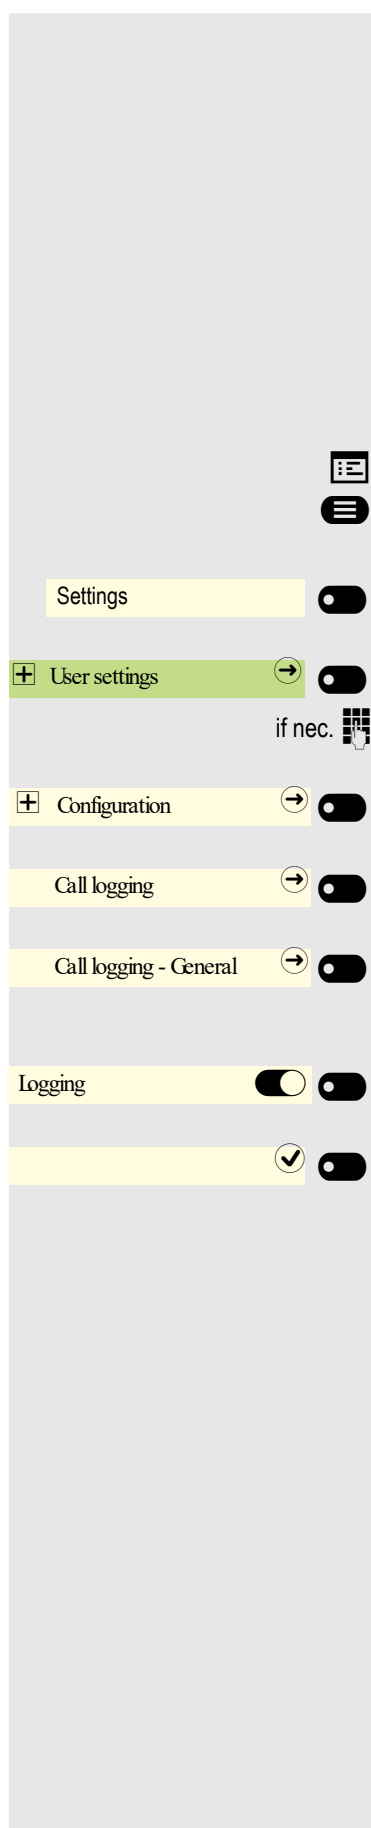 Settings
User settings
if nec.
Configuration
Call logging
Call logging - General
Logging